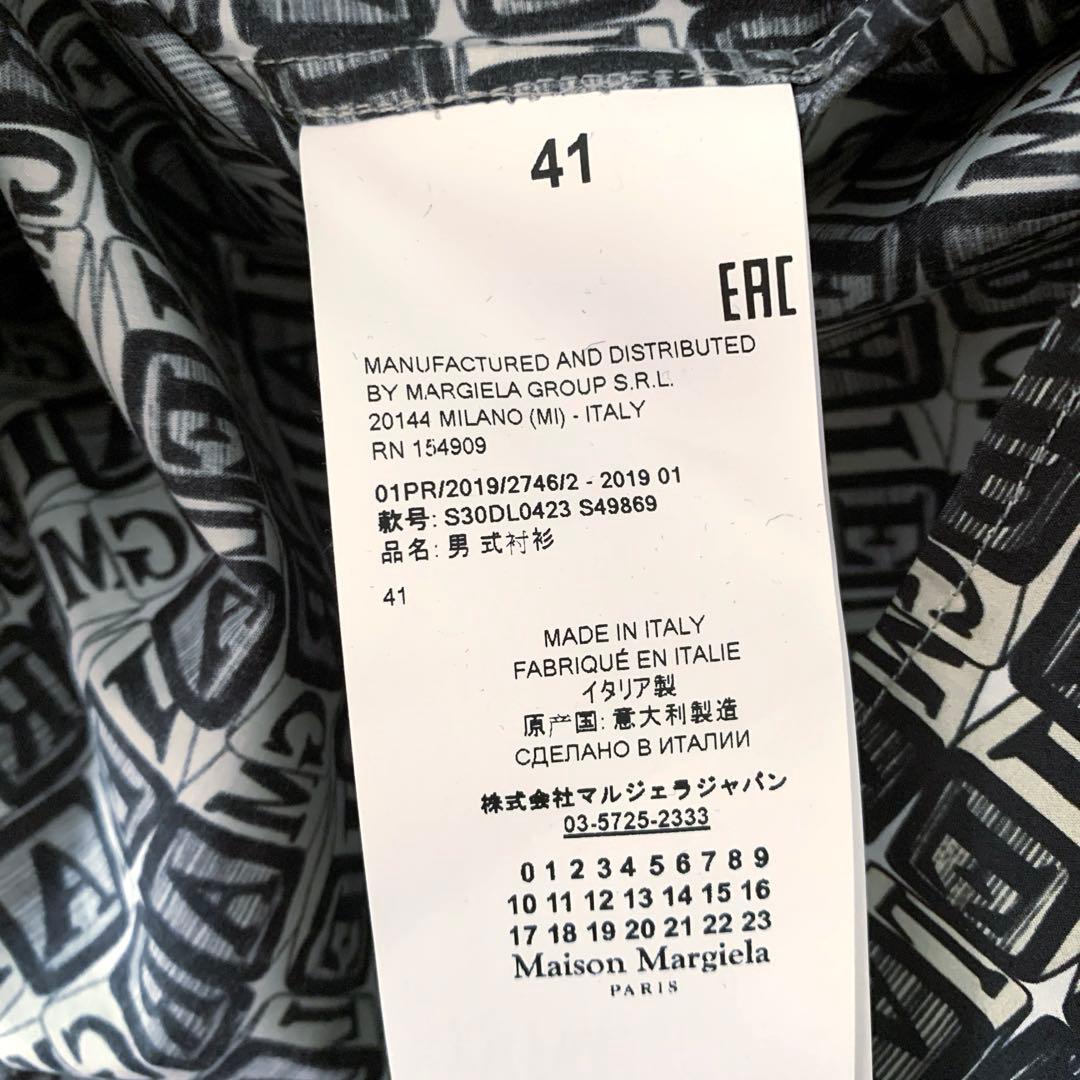 41
EAC
MANUFACTURED AND DISTRIBUTED
BY MARGIELA GROUP S.R.L.
20144 MILANO (MI) - ITALY
RN 154909
01PR/2019/2746/2 - 2019 01
款号: S30DL0423 S49869
品名: 男 式衬衫
41
MADE IN ITALY
FABRIQUÉ EN ITALIE
イタリア製
原产国: 意大利製造
СДЕЛАНО В ИТАЛИИ
株式会社マルジェラジャパン
03-5725-2333
0 1 2 3 4 5 6 7 8 9
10 11 12 13 14 15 16
17 18 19 20 21 22 23
Maison Margiela
PARIS